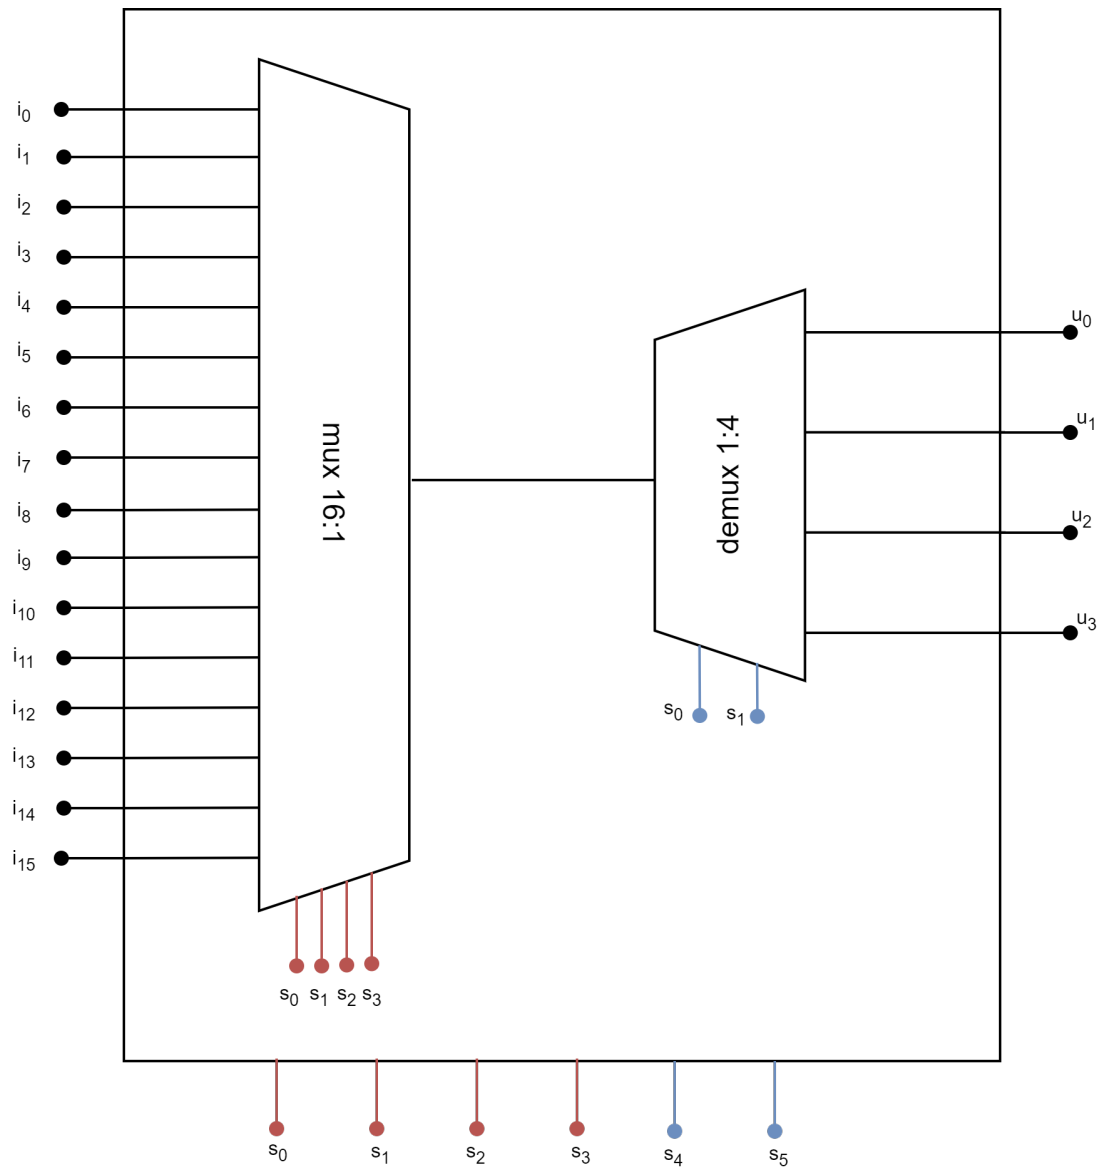 i0
i1
i2
i3
i4
i5
i6
i7
i8
i9
i10
i11
i12
i13
i14
i15
mux 16:1
s0 s1 s2 s3
demux 1:4
s0 s1
u0
u1
u2
u3
s0 s1 s2 s3 s4 s5